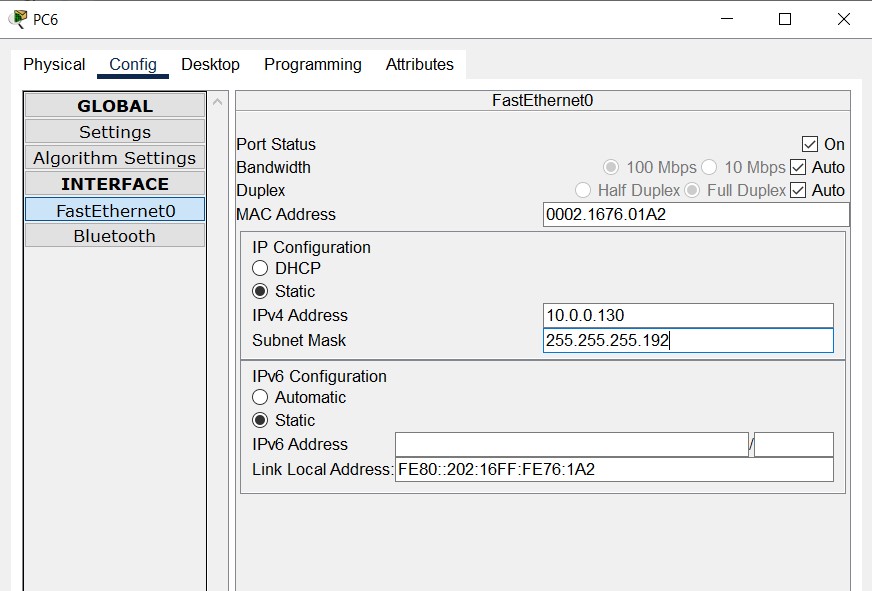 PC6
Physical Config Desktop Programming Attributes
GLOBAL
Settings
Algorithm Settings
INTERFACE
FastEthernet0
Bluetooth
FastEthernet0
Port Status On
Bandwidth 100 Mbps 10 Mbps Auto
Duplex Half Duplex Full Duplex Auto
MAC Address 0002.1676.01A2
IP Configuration
DHCP
Static
IPv4 Address 10.0.0.130
Subnet Mask 255.255.255.192
IPv6 Configuration
Automatic
Static
IPv6 Address /
Link Local Address: FE80::202:16FF:FE76:1A2